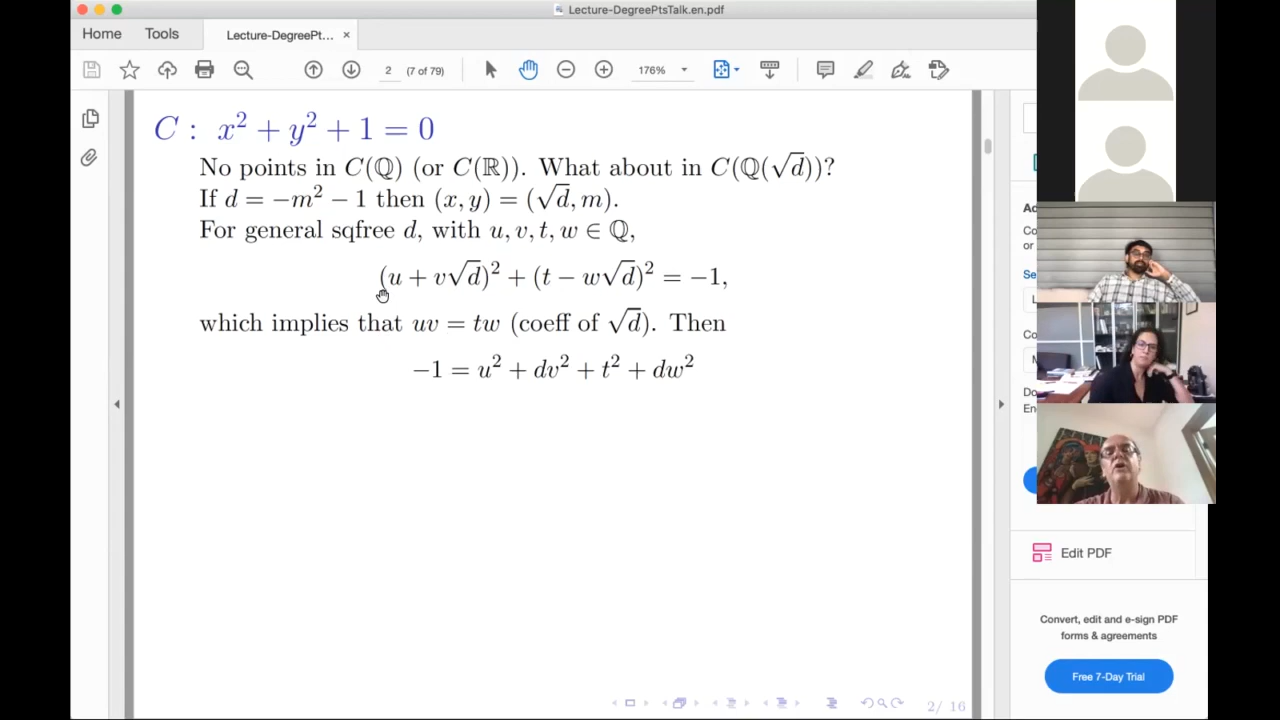 Lecture-DegreePtsTalk.en.pdf
Home Tools Lecture-DegreePt... ×
2 (7 of 79) 176%
C : x² + y² + 1 = 0
No points in C(ℚ) (or C(ℝ)). What about in C(ℚ(√d))?
If d = −m² − 1 then (x, y) = (√d, m).
For general sqfree d, with u, v, t, w ∈ ℚ,
(u + v√d)² + (t − w√d)² = −1,
which implies that uv = tw (coeff of √d). Then
−1 = u² + dv² + t² + dw²
2/ 16
Edit PDF
Convert, edit and e-sign PDF
forms & agreements
Free 7-Day Trial